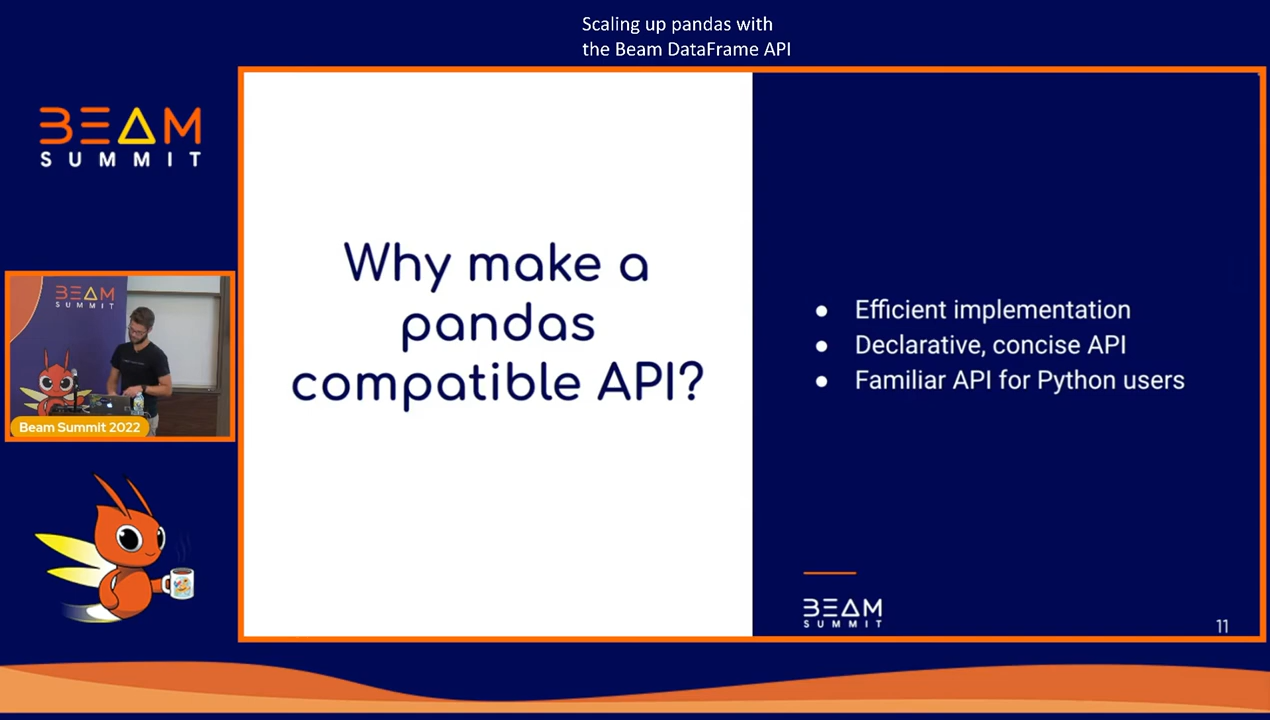 Scaling up pandas with
the Beam DataFrame API
BEAM
SUMMIT
Why make a
pandas
compatible API?
● Efficient implementation
● Declarative, concise API
● Familiar API for Python users
BEAM
SUMMIT
Beam Summit 2022
BEAM
SUMMIT
11